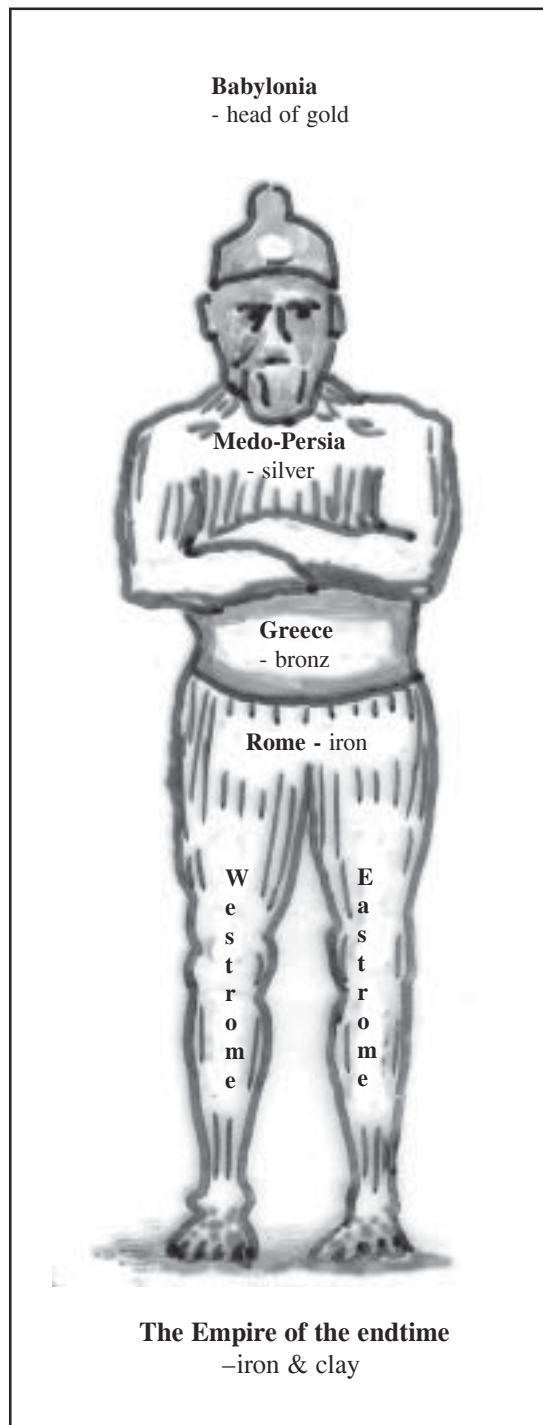 Babylonia
- head of gold
Medo-Persia
- silver
Greece
- bronz
Rome - iron
Westrome
Eastrome
The Empire of the endtime
–iron & clay